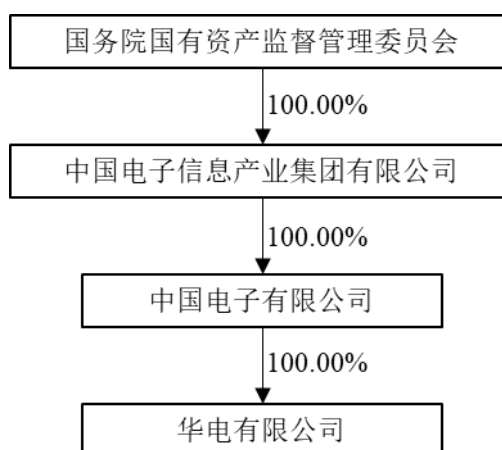 国务院国有资产监督管理委员会
100.00%
中国电子信息产业集团有限公司
100.00%
中国电子有限公司
100.00%
华电有限公司